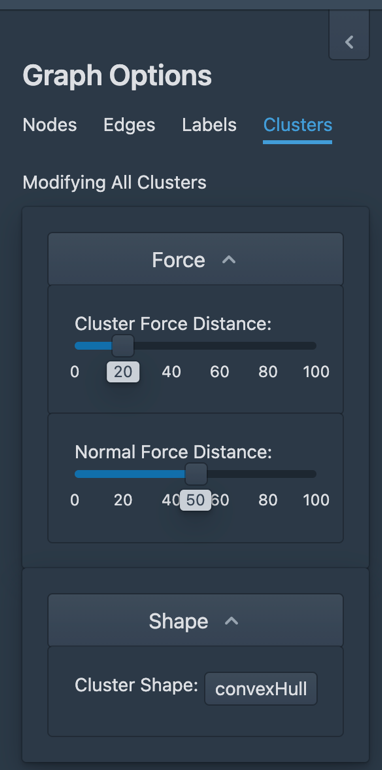 Graph Options
Nodes Edges Labels Clusters
Modifying All Clusters
Force
Cluster Force Distance:
0 20 40 60 80 100
Normal Force Distance:
0 20 40 50 60 80 100
Shape
Cluster Shape: convexHull